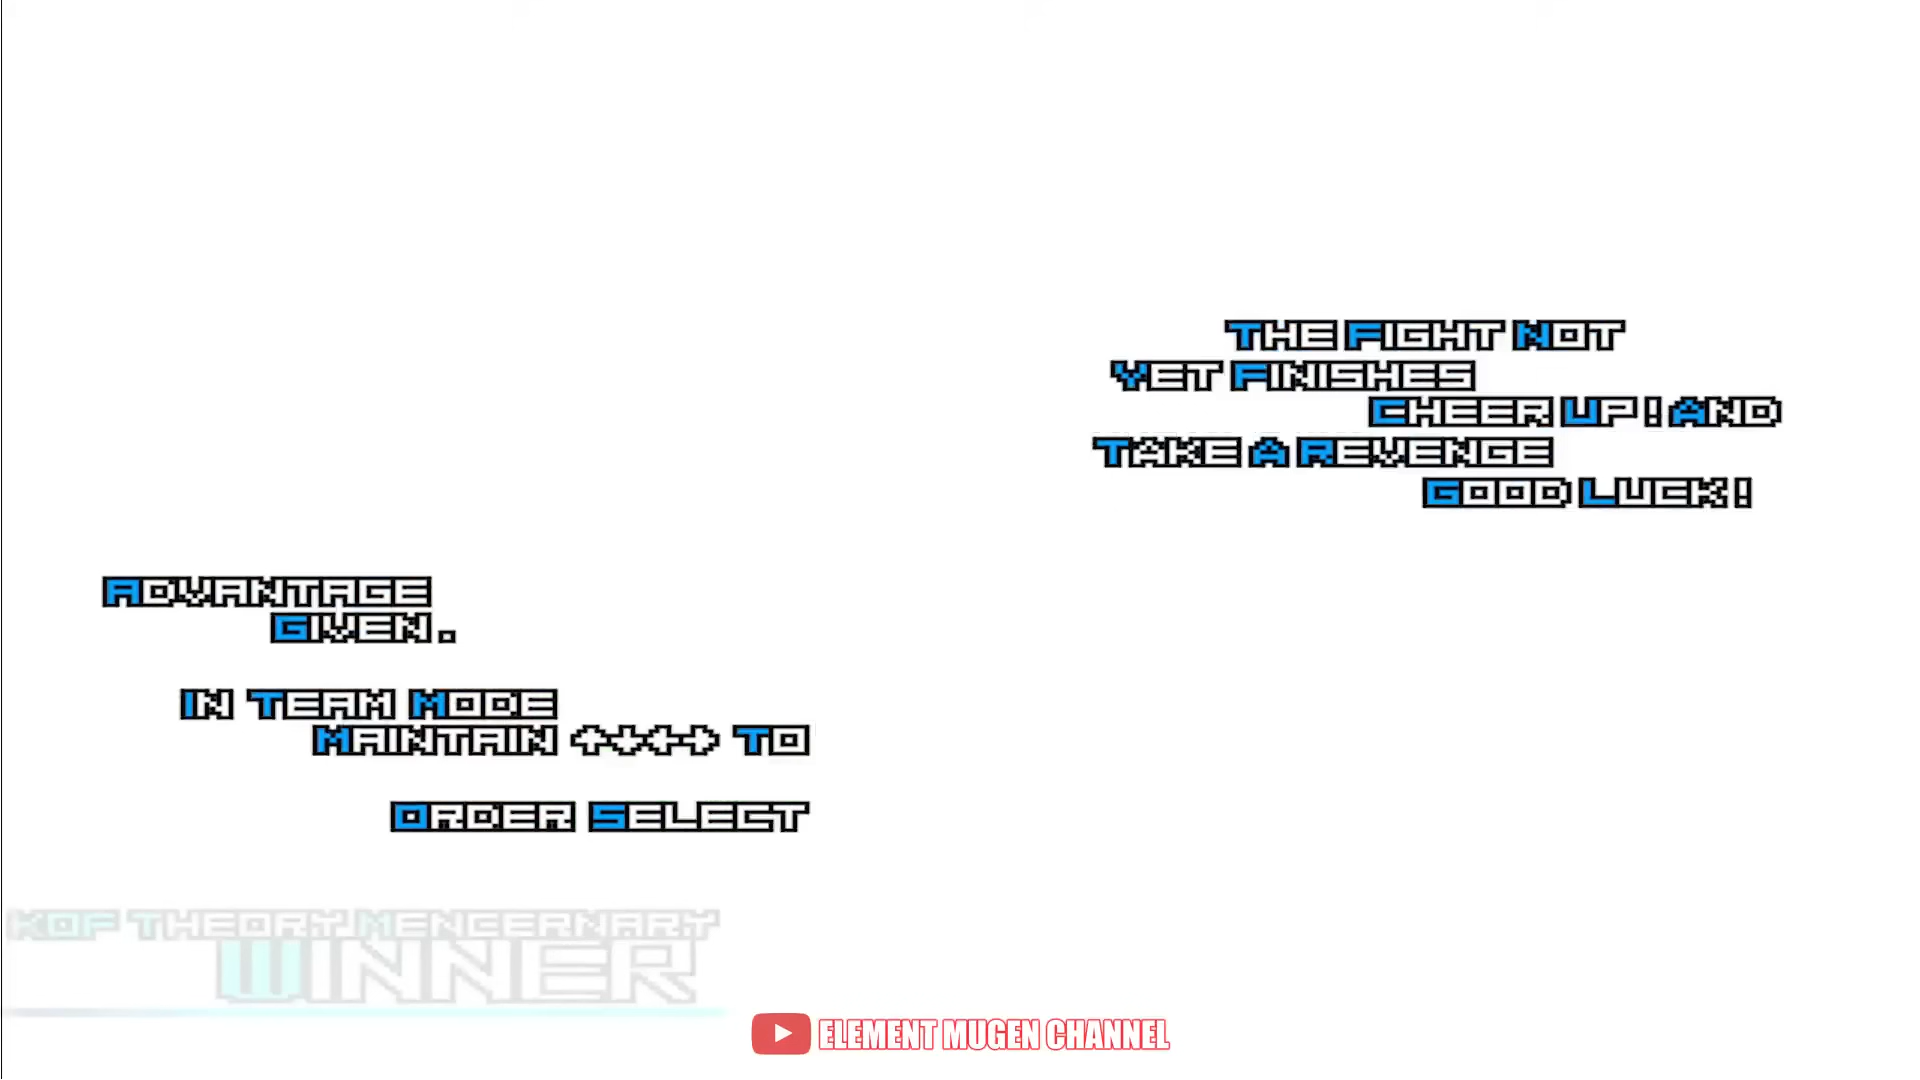 THE FIGHT NOT
YET FINISHES
CHEER UP! AND
TAKE A REVENGE
GOOD LUCK!
ADVANTAGE
GIVEN.
IN TEAM MODE
MAINTAIN ↑↓←→ TO
ORDER SELECT
KOF THEORY MENCERNARY
WINNER
ELEMENT MUGEN CHANNEL